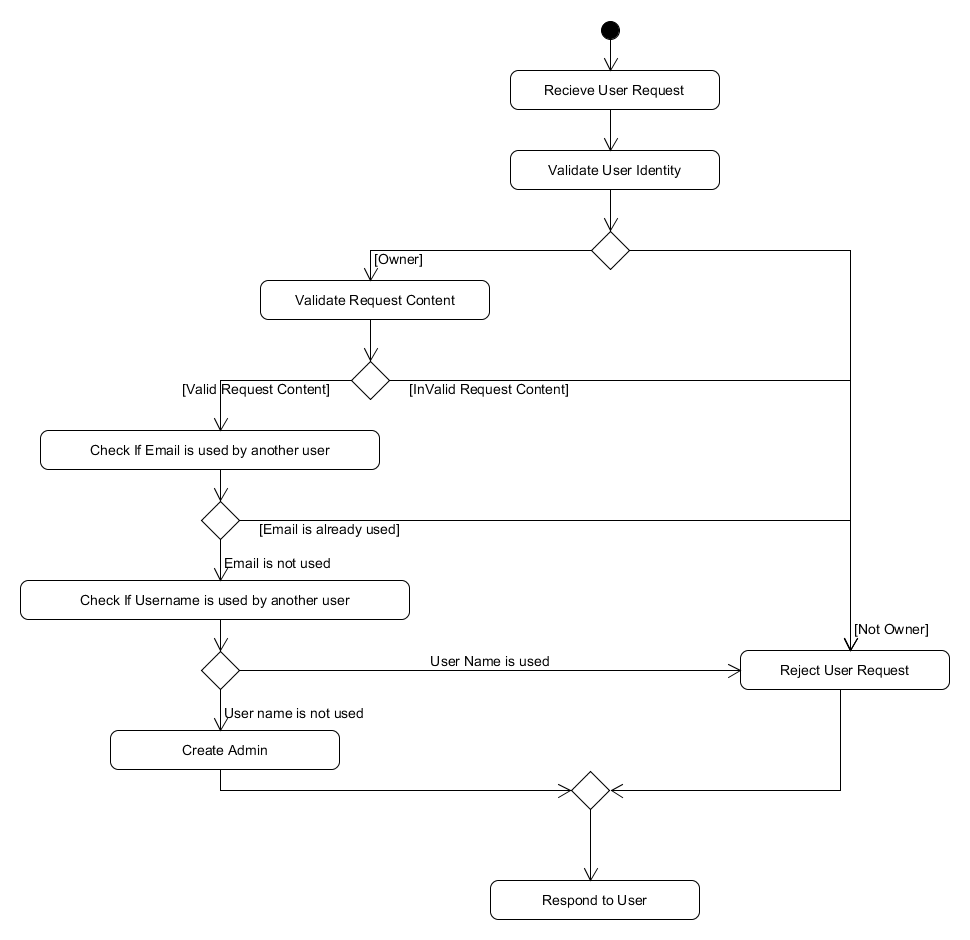 Recieve User Request
Validate User Identity
[Owner]
Validate Request Content
[Valid Request Content]
[InValid Request Content]
Check If Email is used by another user
[Email is already used]
Email is not used
Check If Username is used by another user
[Not Owner]
User Name is used
Reject User Request
User name is not used
Create Admin
Respond to User